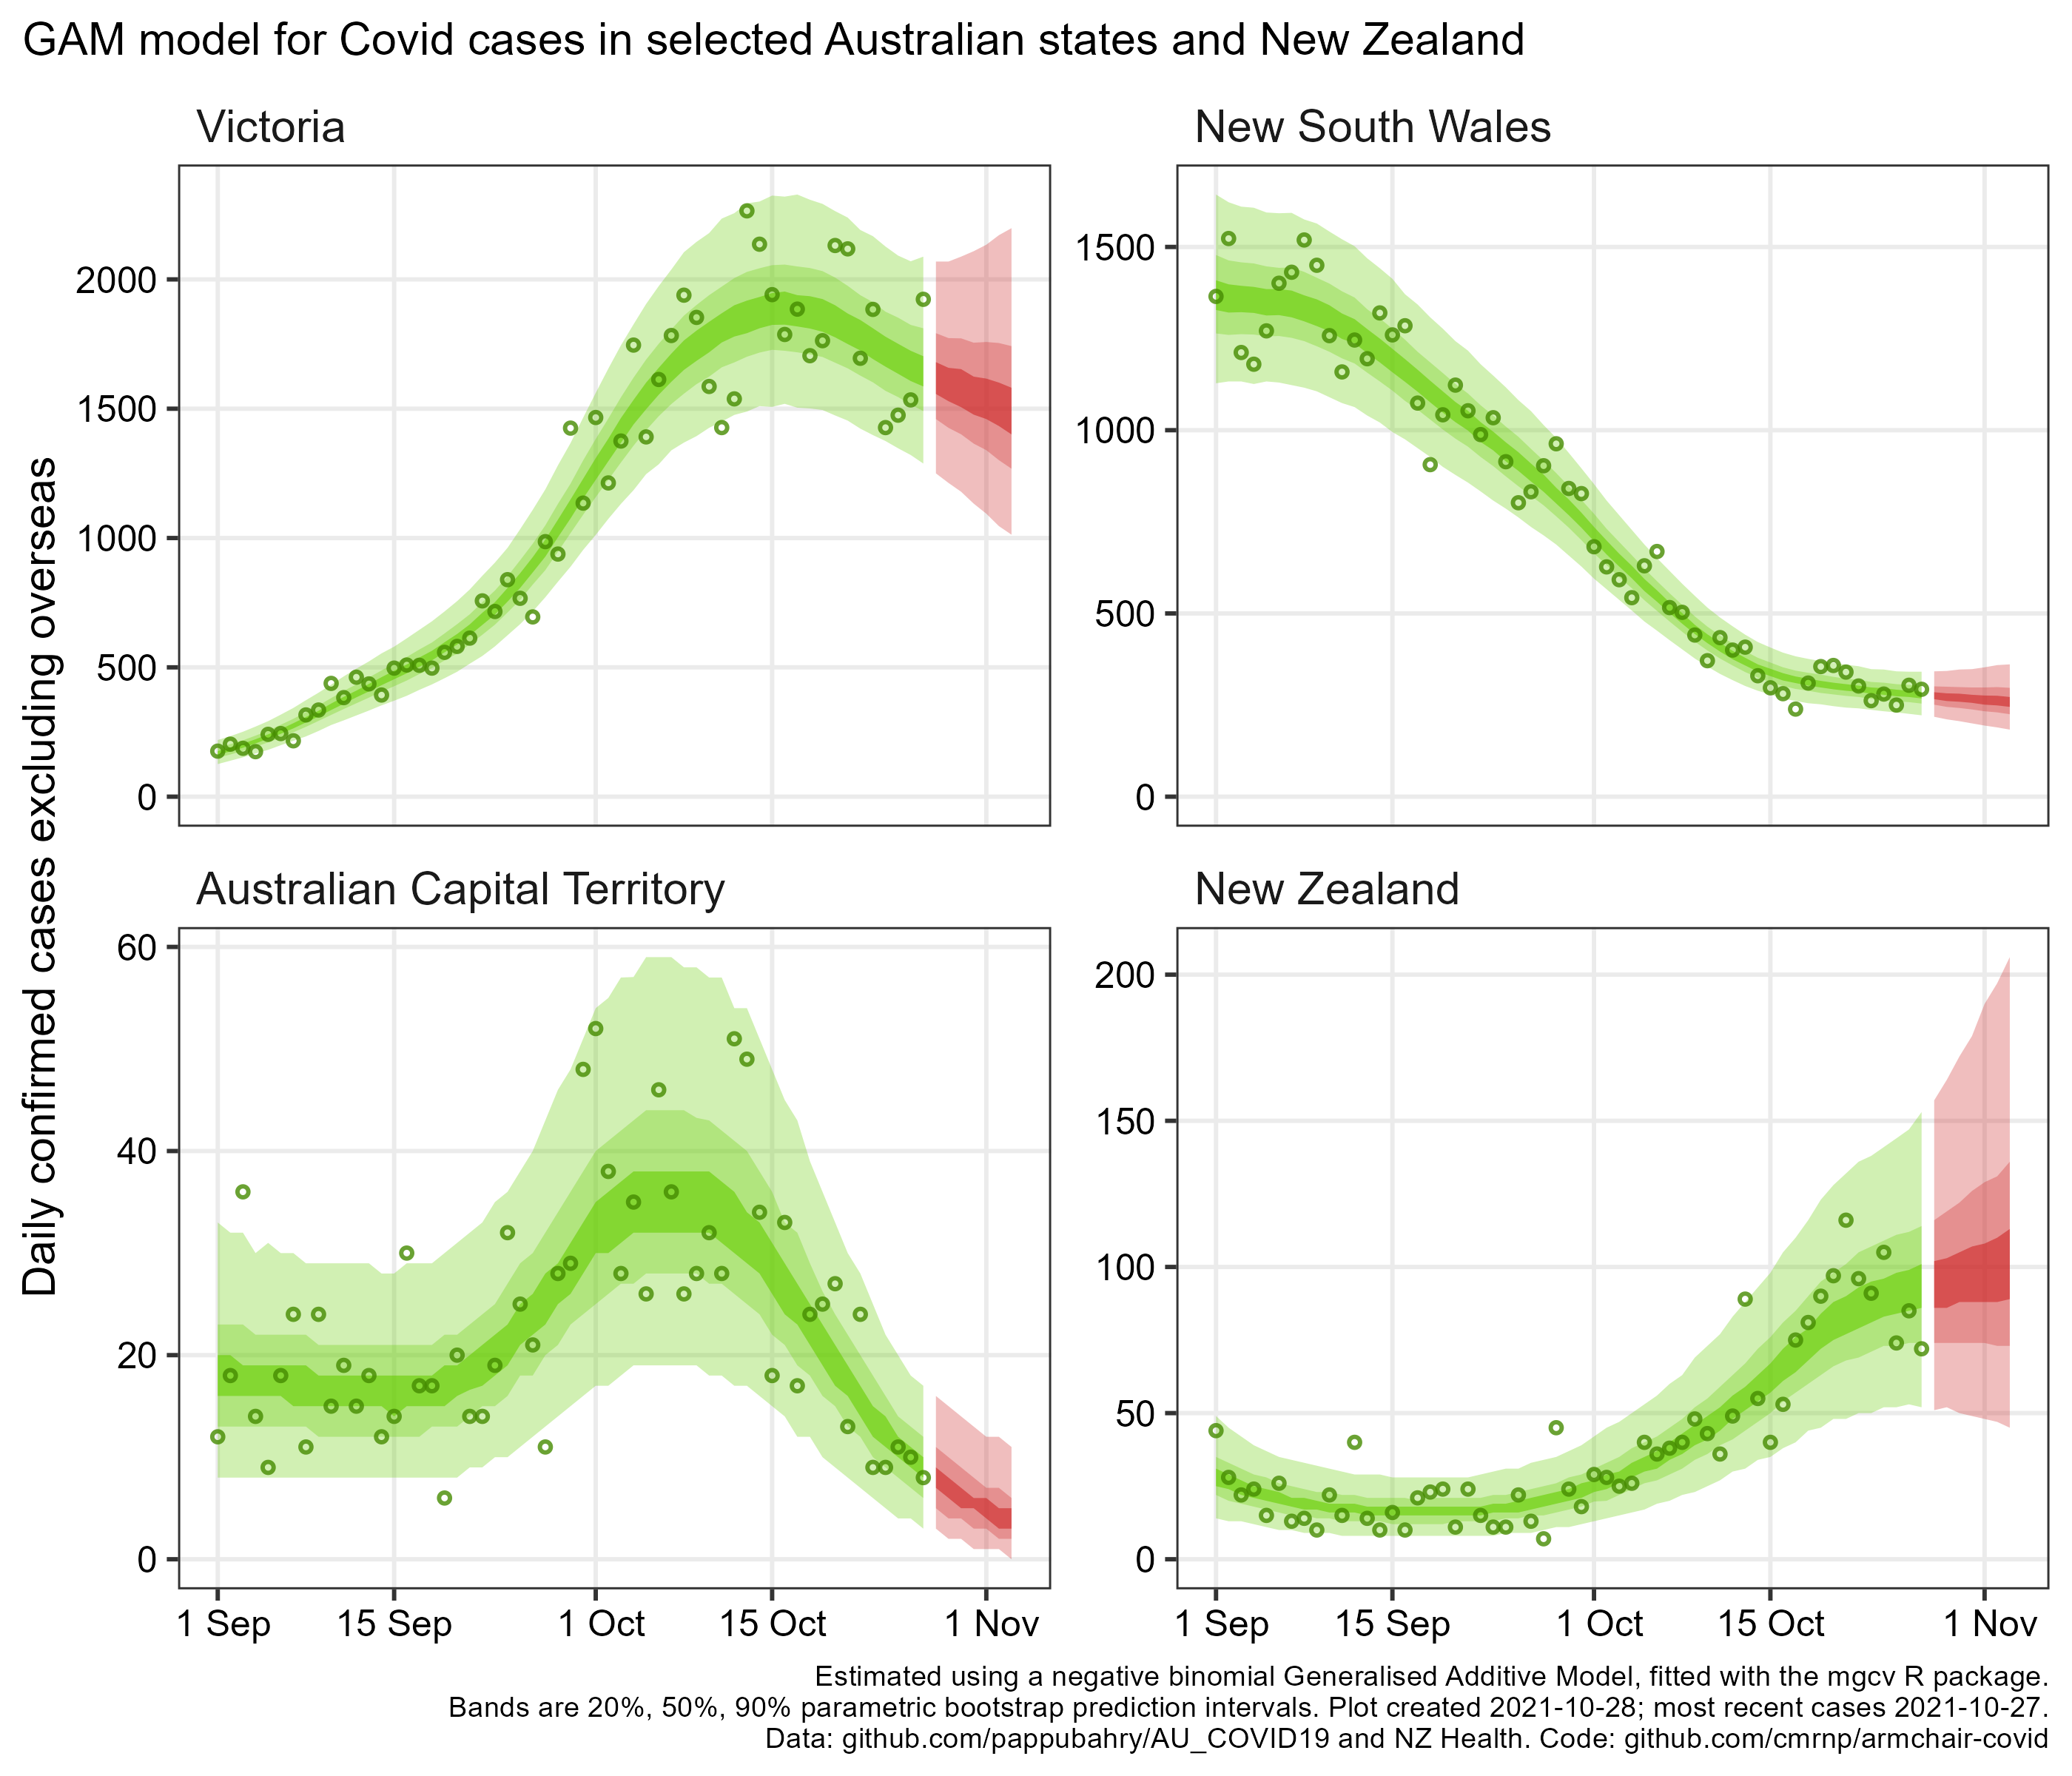 GAM model for Covid cases in selected Australian states and New Zealand
Daily confirmed cases excluding overseas
Victoria
2000
1500
1000
500
0
New South Wales
1500
1000
500
0
Australian Capital Territory
60
40
20
0
1 Sep 15 Sep 1 Oct 15 Oct 1 Nov
New Zealand
200
150
100
50
0
1 Sep 15 Sep 1 Oct 15 Oct 1 Nov
Estimated using a negative binomial Generalised Additive Model, fitted with the mgcv R package.
Bands are 20%, 50%, 90% parametric bootstrap prediction intervals. Plot created 2021-10-28; most recent cases 2021-10-27.
Data: github.com/pappubahry/AU_COVID19 and NZ Health. Code: github.com/cmrnp/armchair-covid